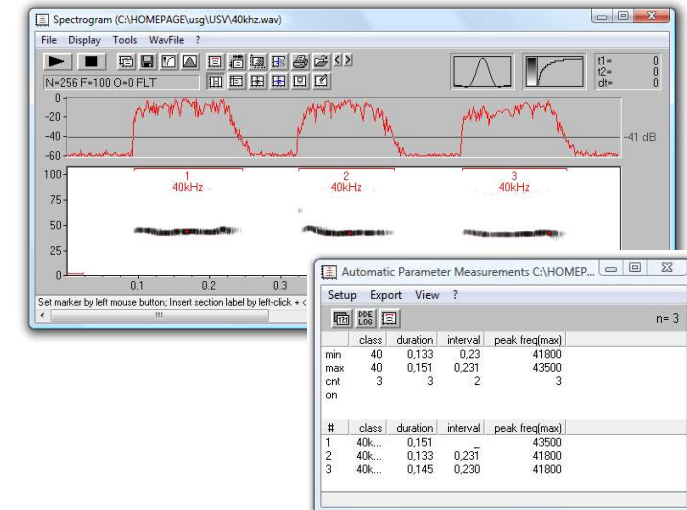 Spectrogram (C:\HOMEPAGE\usg\USV\40khz.wav)
File Display Tools WavFile ?
N=256 F=100 O=0 FLT
t1= 0
t2= 0
dt= 0
0
-20
-40
-60
-41 dB
100
75
50
25
0
1 2 3
40kHz 40kHz 40kHz
0.1 0.2 0.3
Set marker by left mouse button; Insert section label by left-click + <
Automatic Parameter Measurements C:\HOMEP...
Setup Export View ?
DDE
LOG
n= 3
class duration interval peak freq(max)
min 40 0,133 0,23 41800
max 40 0,151 0,231 43500
cnt 3 3 2 3
on
# class duration interval peak freq(max)
1 40k... 0,151 _ 43500
2 40k... 0,133 0,231 41800
3 40k... 0,145 0,230 41800